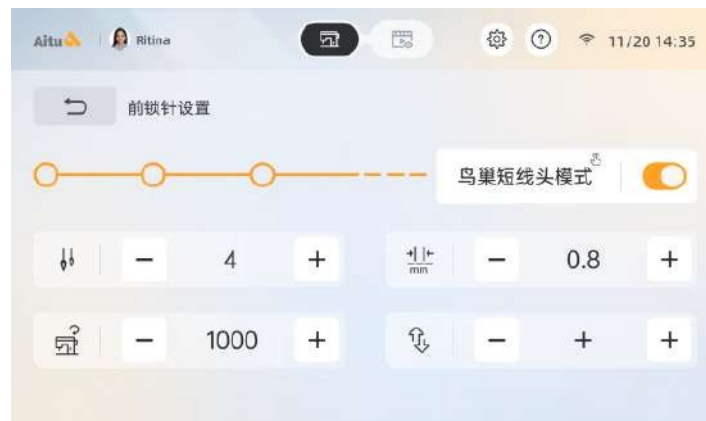 Aitu Ritina 11/20 14:35
前锁针设置
鸟巢短线头模式
− 4 + mm − 0.8 +
− 1000 + − + +